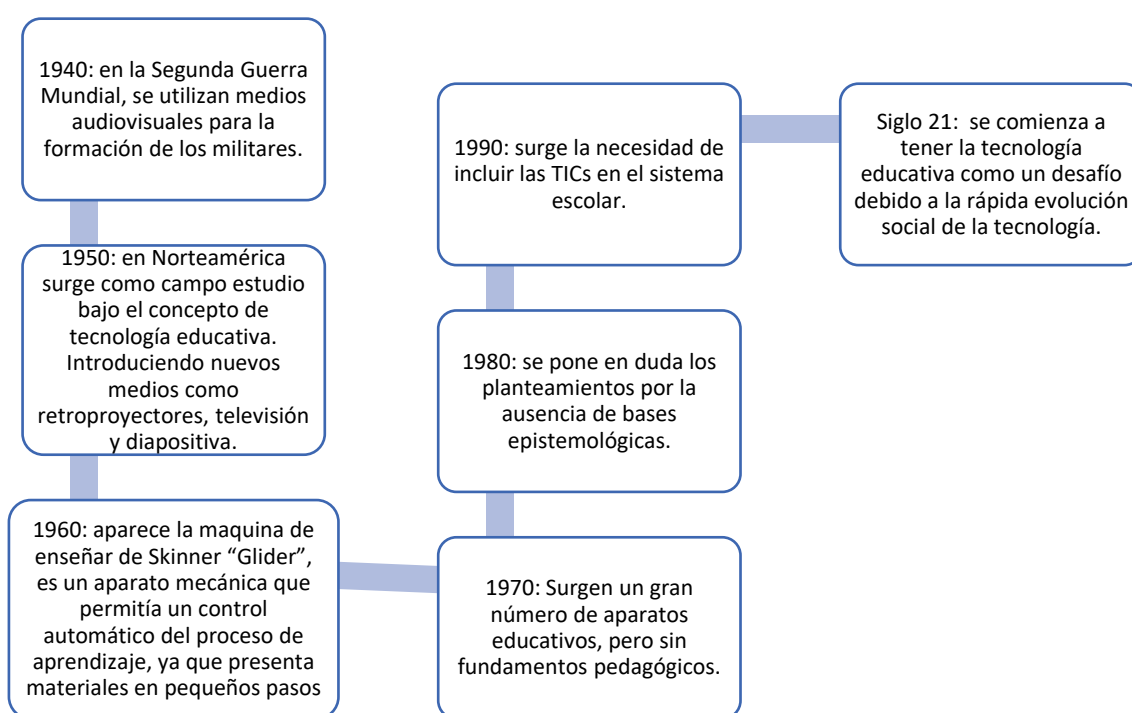 1940: en la Segunda Guerra
Mundial, se utilizan medios
audiovisuales para la
formación de los militares.
1950: en Norteamérica
surge como campo estudio
bajo el concepto de
tecnología educativa.
Introduciendo nuevos
medios como
retroproyectores, televisión
y diapositiva.
1960: aparece la maquina de
enseñar de Skinner “Glider”,
es un aparato mecánica que
permitía un control
automático del proceso de
aprendizaje, ya que presenta
materiales en pequeños pasos
1970: Surgen un gran
número de aparatos
educativos, pero sin
fundamentos pedagógicos.
1980: se pone en duda los
planteamientos por la
ausencia de bases
epistemológicas.
1990: surge la necesidad de
incluir las TICs en el sistema
escolar.
Siglo 21:  se comienza a
tener la tecnología
educativa como un desafío
debido a la rápida evolución
social de la tecnología.